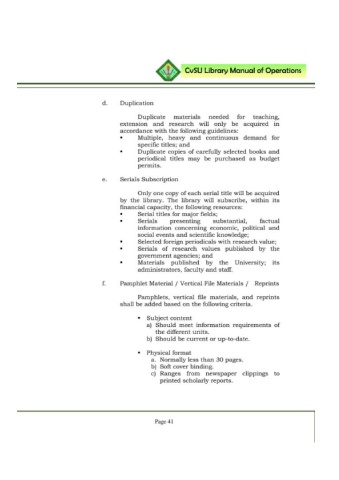 CvSU Library Manual of Operations
d. Duplication
Duplicate materials needed for teaching,
extension and research will only be acquired in
accordance with the following guidelines:
▪ Multiple, heavy and continuous demand for
specific titles; and
▪ Duplicate copies of carefully selected books and
periodical titles may be purchased as budget
permits.
e. Serials Subscription
Only one copy of each serial title will be acquired
by the library. The library will subscribe, within its
financial capacity, the following resources:
▪ Serial titles for major fields;
▪ Serials presenting substantial, factual
information concerning economic, political and
social events and scientific knowledge;
▪ Selected foreign periodicals with research value;
▪ Serials of research values published by the
government agencies; and
▪ Materials published by the University; its
administrators, faculty and staff.
f. Pamphlet Material / Vertical File Materials / Reprints
Pamphlets, vertical file materials, and reprints
shall be added based on the following criteria.
▪ Subject content
a) Should meet information requirements of
the different units.
b) Should be current or up-to-date.
▪ Physical format
a. Normally less than 30 pages.
b) Soft cover binding.
c) Ranges from newspaper clippings to
printed scholarly reports.
Page 41